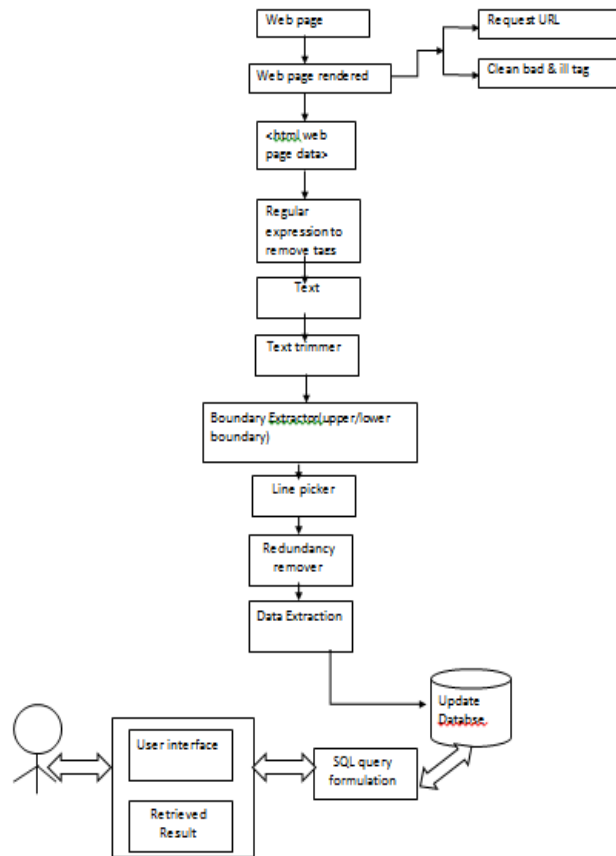 Web page
Request URL
Web page rendered
Clean bad & ill tag
<html web
page data>
Regular
expression to
remove tags
Text
Text trimmer
Boundary Extractor(upper/lower
boundary)
Line picker
Redundancy
remover
Data Extraction
Update
Databse.
User interface
SQL query
formulation
Retrieved
Result